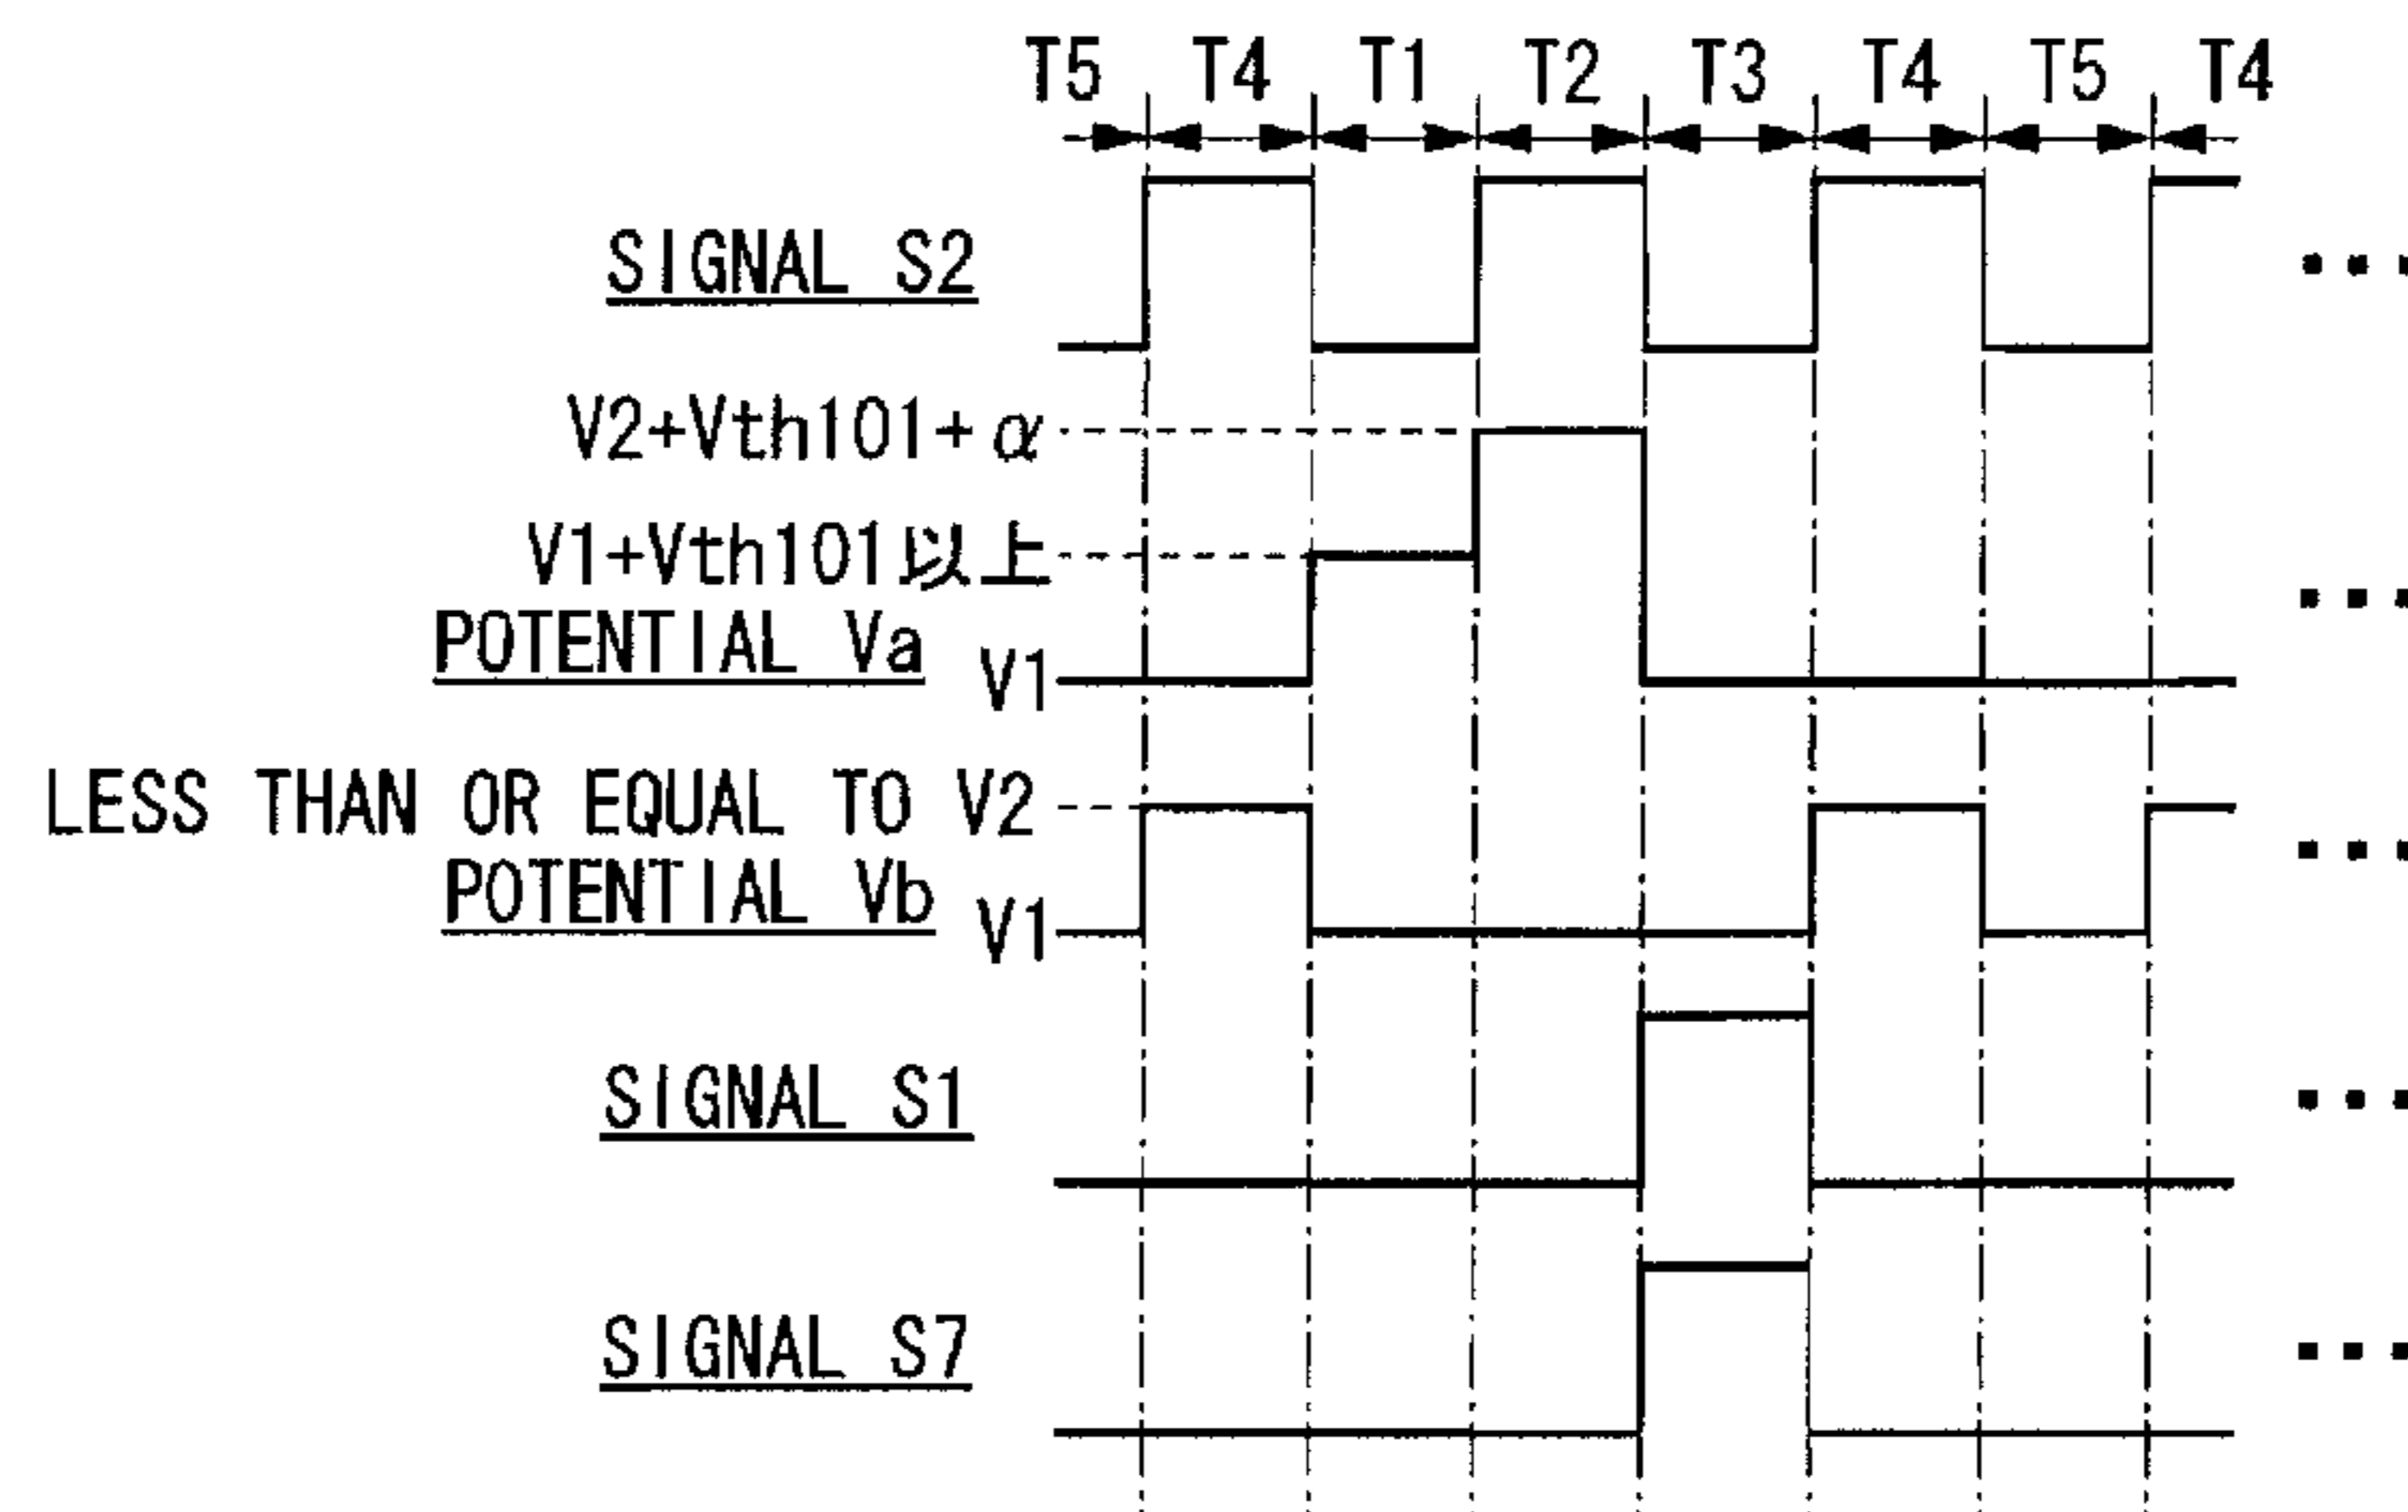 T5 T4 T1 T2 T3 T4 T5 T4
SIGNAL S2
V2+Vth101+α
V1+Vth101以上
POTENTIAL Va V1
LESS THAN OR EQUAL TO V2
POTENTIAL Vb V1
SIGNAL S1
SIGNAL S7